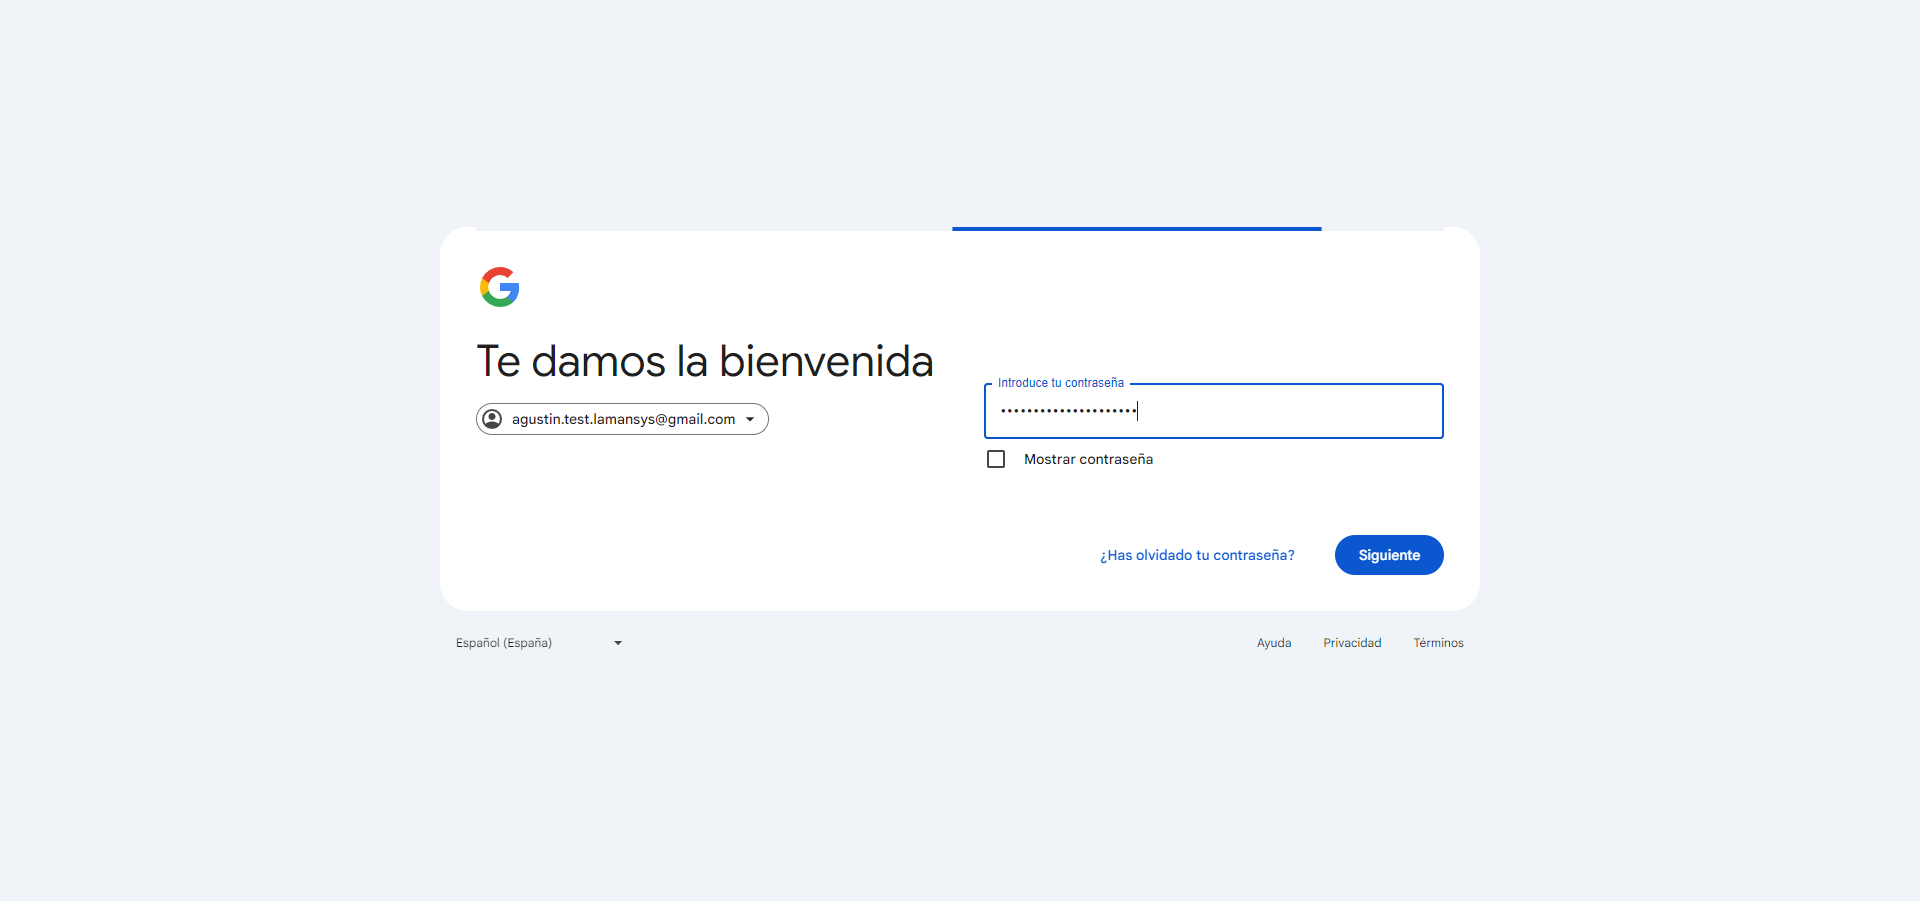 Te damos la bienvenida
agustin.test.lamansys@gmail.com
Introduce tu contraseña
•••••••••••••••••••••
Mostrar contraseña
¿Has olvidado tu contraseña?
Siguiente
Español (España)
Ayuda
Privacidad
Términos